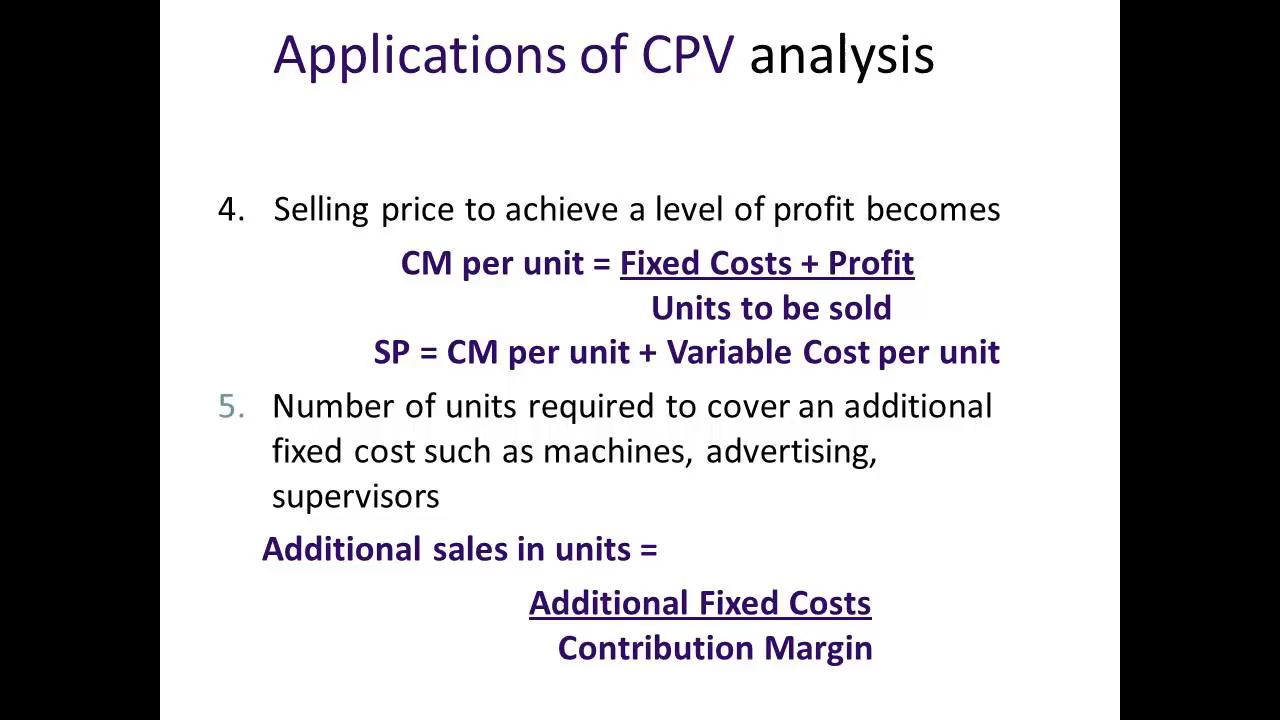 Applications of CPV analysis
4. Selling price to achieve a level of profit becomes
CM per unit = Fixed Costs + Profit
Units to be sold
SP = CM per unit + Variable Cost per unit
5. Number of units required to cover an additional
fixed cost such as machines, advertising,
supervisors
Additional sales in units =
Additional Fixed Costs
Contribution Margin